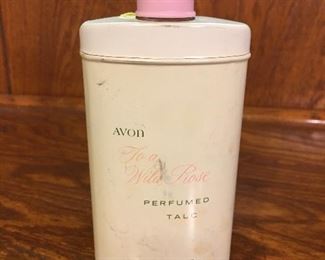 AVON
To a
Wild Rose
PERFUMED
TALC